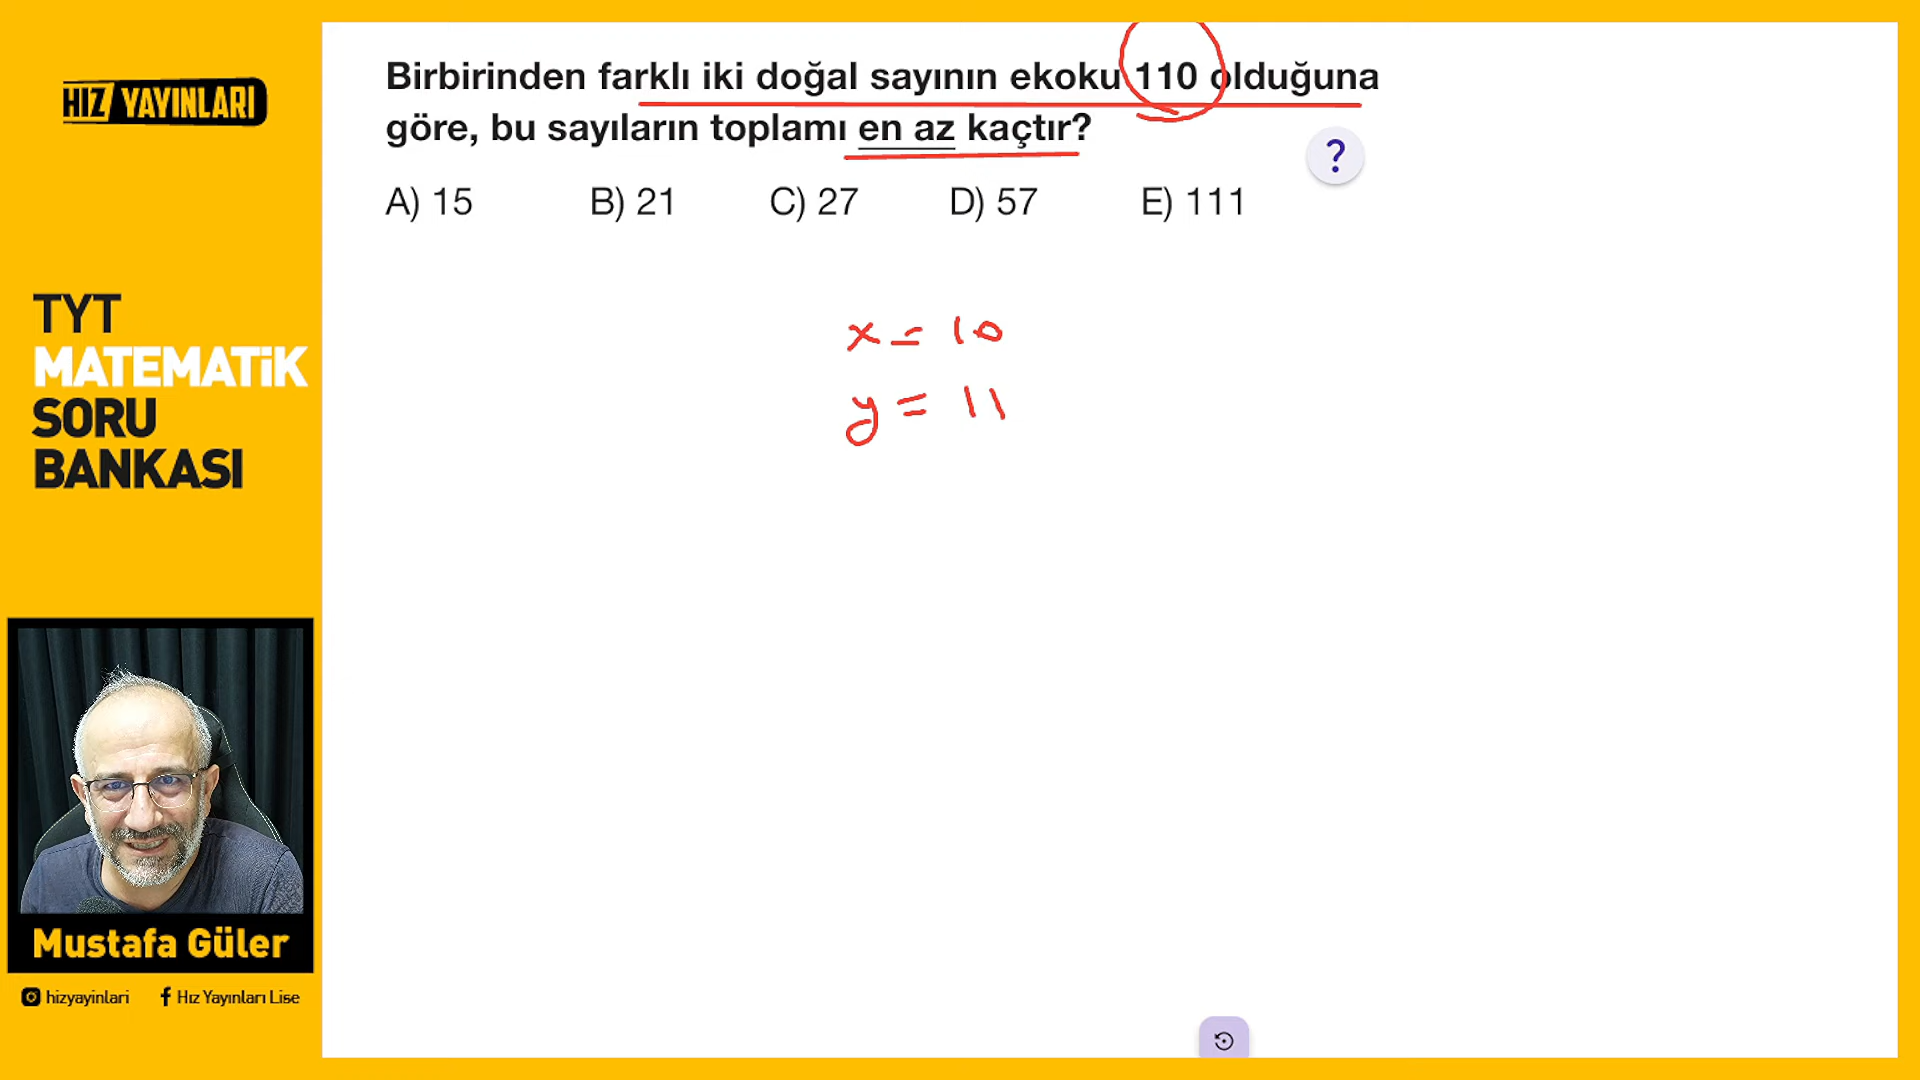 HIZ YAYINLARI
TYT
MATEMATİK
SORU
BANKASI
Mustafa Güler
hizyayinlari
Hız Yayınları Lise
Birbirinden farklı iki doğal sayının ekoku 110 olduğuna
göre, bu sayıların toplamı en az kaçtır?
?
A) 15 B) 21 C) 27 D) 57 E) 111
x = 10
y = 11